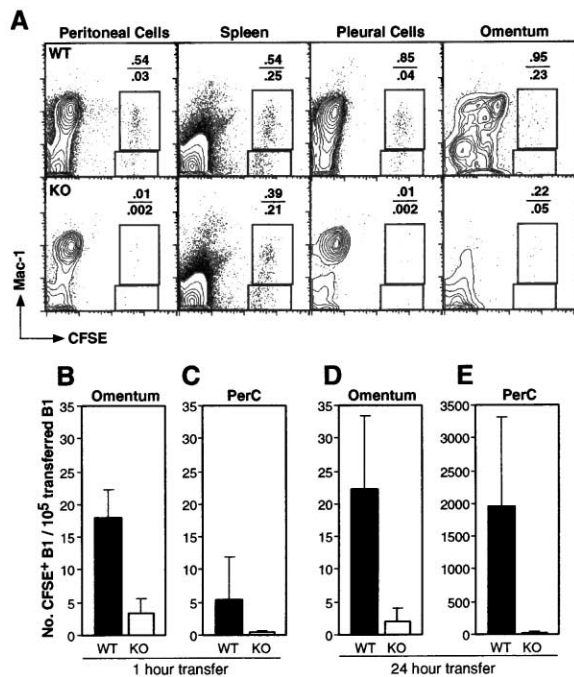 A
Peritoneal Cells Spleen Pleural Cells Omentum
WT .54 .54 .85 .95
.03 .25 .04 .23
KO .01 .39 .01 .22
.002 .21 .002 .05
Mac-1
CFSE
B C D E
Omentum PerC Omentum PerC
No. CFSE+ B1 / 10⁵ transferred B1
35 35 35 3500
30 30 30 3000
25 25 25 2500
20 20 20 2000
15 15 15 1500
10 10 10 1000
5 5 5 500
0 0 0 0
WT KO WT KO WT KO WT KO
1 hour transfer 24 hour transfer